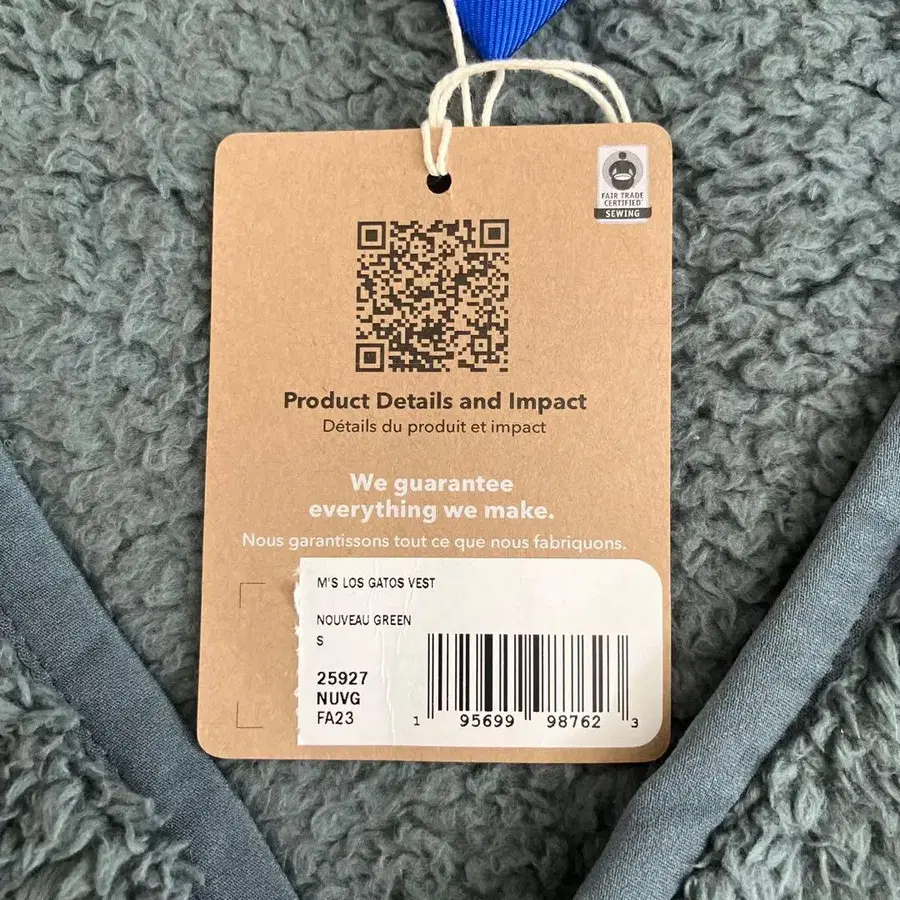 FAIR TRADE
CERTIFIED
SEWING
Product Details and Impact
Détails du produit et impact
We guarantee
everything we make.
Nous garantissons tout ce que nous fabriquons.
M'S LOS GATOS VEST
NOUVEAU GREEN
S
25927
NUVG
FA23
1 95699 98762 3